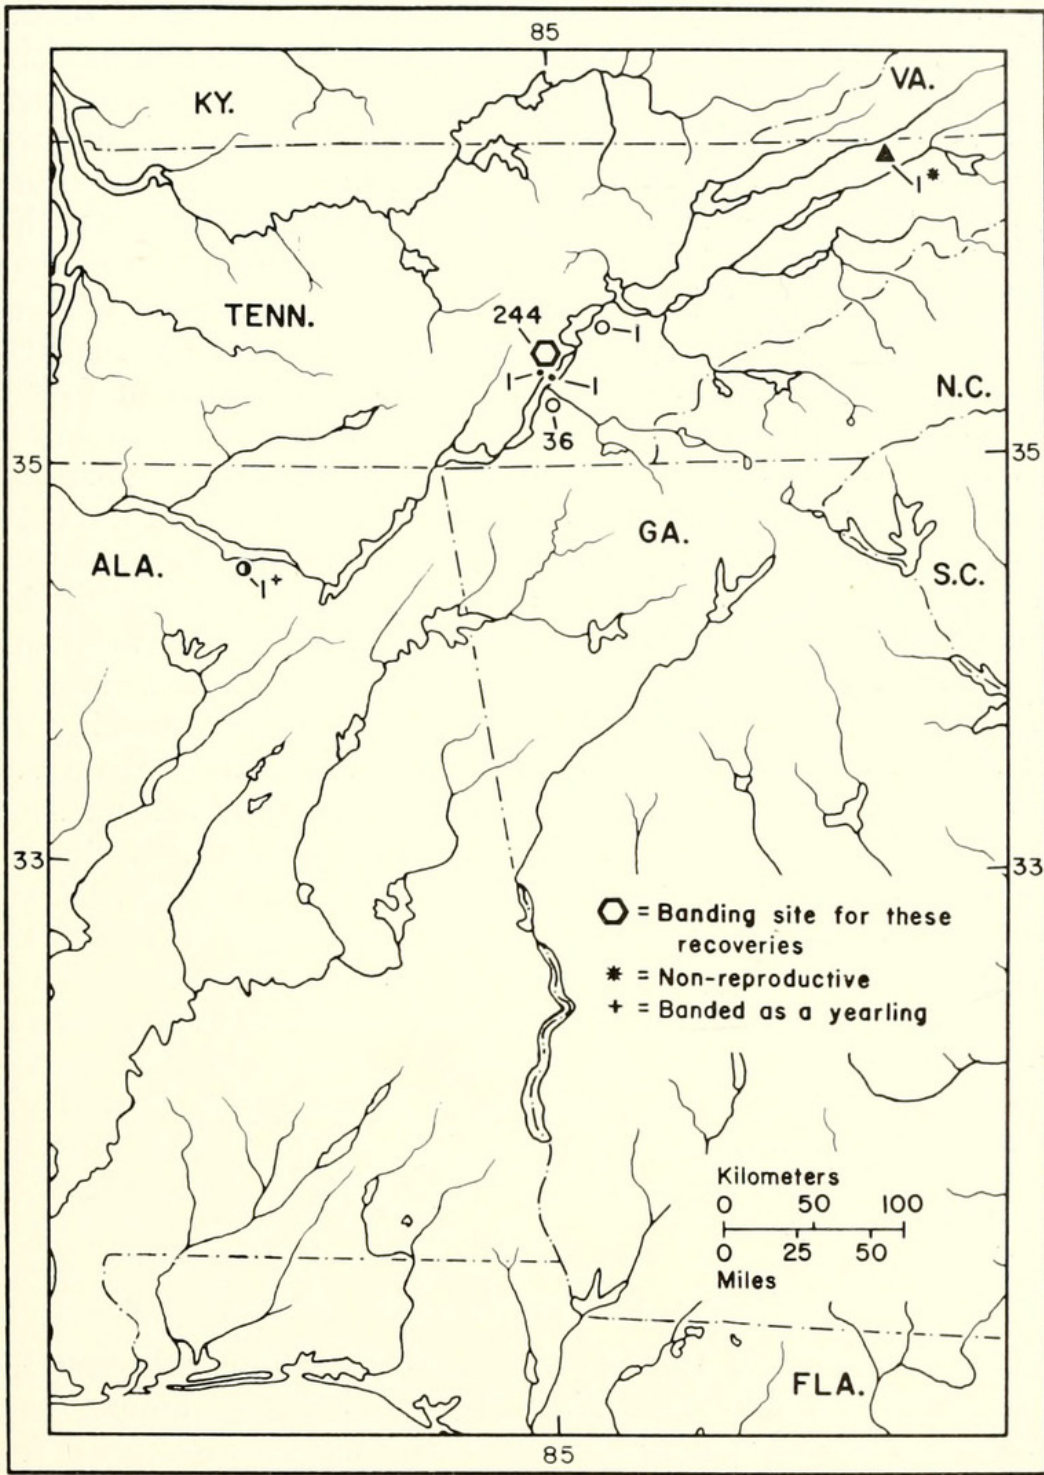 85
KY.
VA.
1*
TENN.
244
1
1 1
36
N.C.
35 35
GA.
ALA.
S.C.
1+
33 33
= Banding site for these
recoveries
* = Non-reproductive
+ = Banded as a yearling
Kilometers
0 50 100
0 25 50
Miles
FLA.
85